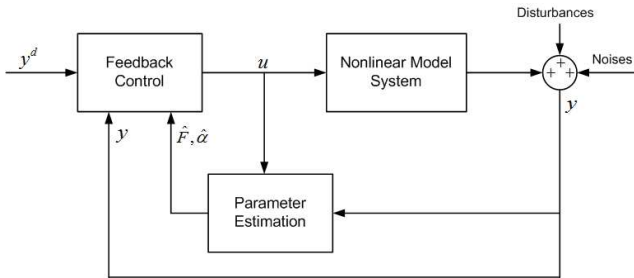 Disturbances
y^d
Feedback
Control
u
Nonlinear Model
System
+
+ +
Noises
y
y
F̂, α̂
Parameter
Estimation